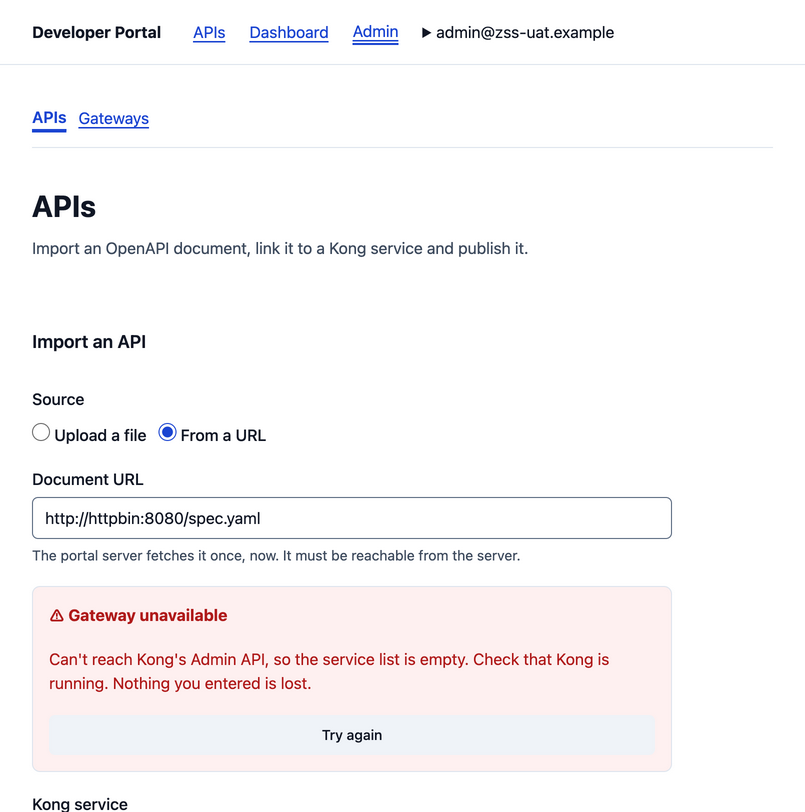 Developer Portal APIs Dashboard Admin ▶ admin@zss-uat.example
APIs Gateways
APIs
Import an OpenAPI document, link it to a Kong service and publish it.
Import an API
Source
Upload a file From a URL
Document URL
http://httpbin:8080/spec.yaml
The portal server fetches it once, now. It must be reachable from the server.
Gateway unavailable
Can't reach Kong's Admin API, so the service list is empty. Check that Kong is
running. Nothing you entered is lost.
Try again
Kong service